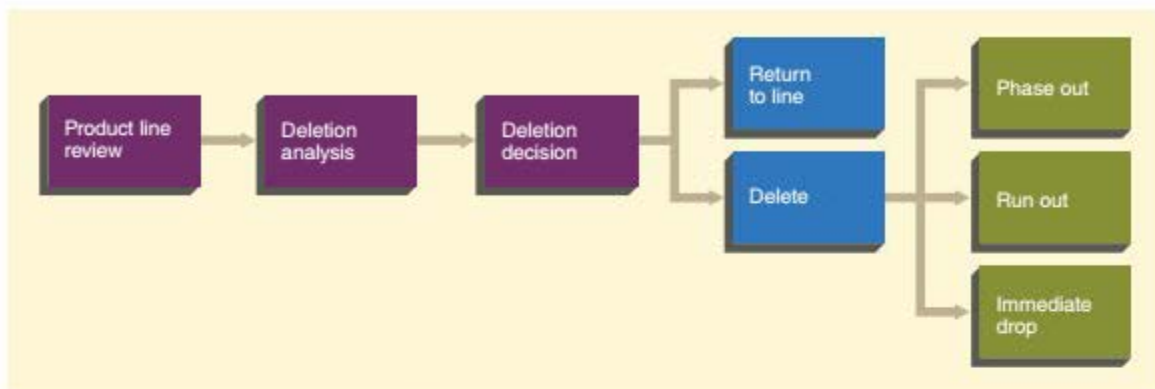 Product line
review
Deletion
analysis
Deletion
decision
Return
to line
Delete
Phase out
Run out
Immediate
drop